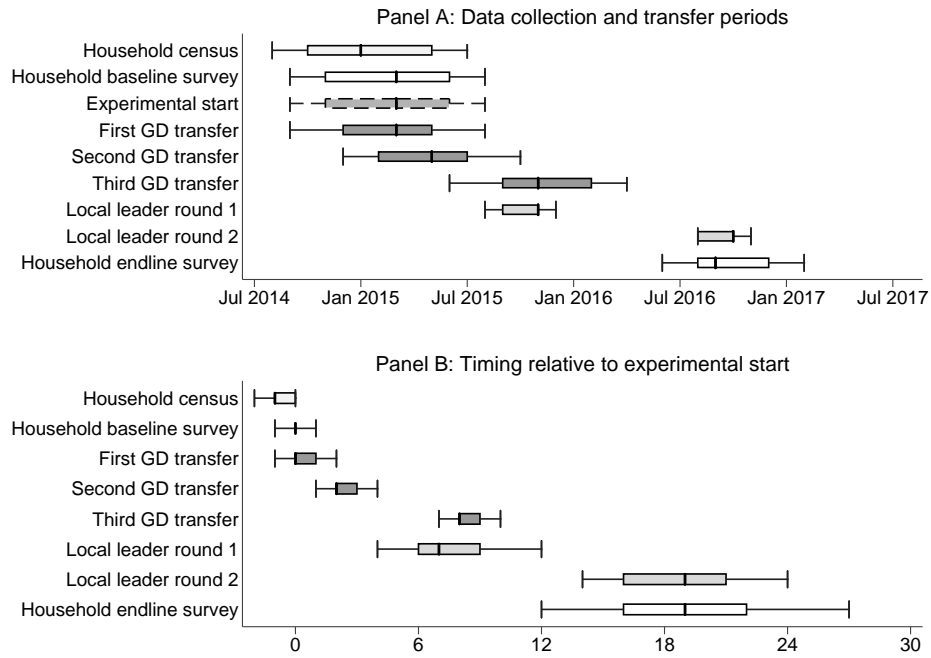 Panel A: Data collection and transfer periods
Household census
Household baseline survey
Experimental start
First GD transfer
Second GD transfer
Third GD transfer
Local leader round 1
Local leader round 2
Household endline survey
Jul 2014 Jan 2015 Jul 2015 Jan 2016 Jul 2016 Jan 2017 Jul 2017
Panel B: Timing relative to experimental start
Household census
Household baseline survey
First GD transfer
Second GD transfer
Third GD transfer
Local leader round 1
Local leader round 2
Household endline survey
0 6 12 18 24 30